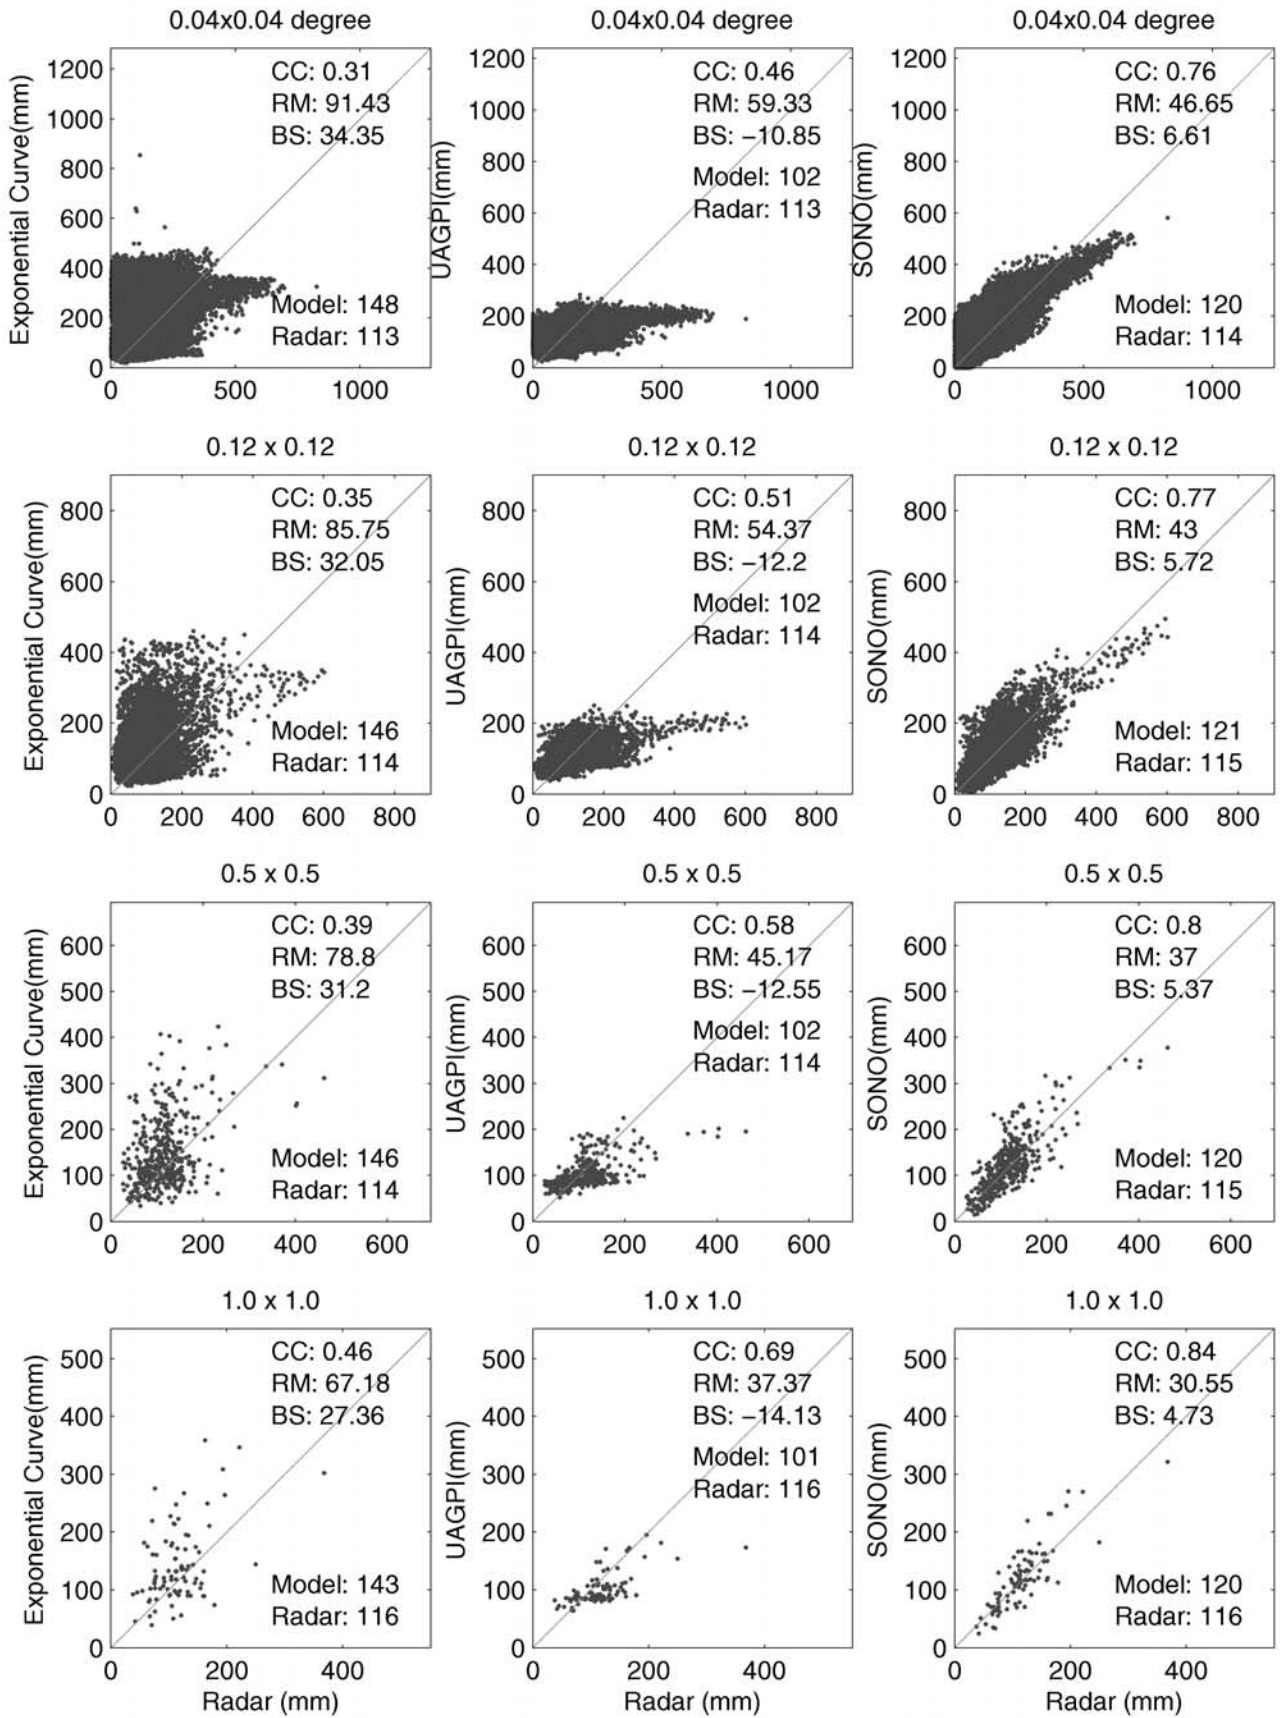 0.04x0.04 degree
Exponential Curve(mm)
1200
1000
800
600
400
200
0
0 500 1000
CC: 0.31
RM: 91.43
BS: 34.35
Model: 148
Radar: 113
0.04x0.04 degree
UAGPI(mm)
1200
1000
800
600
400
200
0
0 500 1000
CC: 0.46
RM: 59.33
BS: −10.85
Model: 102
Radar: 113
0.04x0.04 degree
SONO(mm)
1200
1000
800
600
400
200
0
0 500 1000
CC: 0.76
RM: 46.65
BS: 6.61
Model: 120
Radar: 114
0.12 x 0.12
Exponential Curve(mm)
800
600
400
200
0
0 200 400 600 800
CC: 0.35
RM: 85.75
BS: 32.05
Model: 146
Radar: 114
0.12 x 0.12
UAGPI(mm)
800
600
400
200
0
0 200 400 600 800
CC: 0.51
RM: 54.37
BS: −12.2
Model: 102
Radar: 114
0.12 x 0.12
SONO(mm)
800
600
400
200
0
0 200 400 600 800
CC: 0.77
RM: 43
BS: 5.72
Model: 121
Radar: 115
0.5 x 0.5
Exponential Curve(mm)
600
500
400
300
200
100
0
0 200 400 600
CC: 0.39
RM: 78.8
BS: 31.2
Model: 146
Radar: 114
0.5 x 0.5
UAGPI(mm)
600
500
400
300
200
100
0
0 200 400 600
CC: 0.58
RM: 45.17
BS: −12.55
Model: 102
Radar: 114
0.5 x 0.5
SONO(mm)
600
500
400
300
200
100
0
0 200 400 600
CC: 0.8
RM: 37
BS: 5.37
Model: 120
Radar: 115
1.0 x 1.0
Exponential Curve(mm)
500
400
300
200
100
0
0 200 400
Radar (mm)
CC: 0.46
RM: 67.18
BS: 27.36
Model: 143
Radar: 116
1.0 x 1.0
UAGPI(mm)
500
400
300
200
100
0
0 200 400
Radar (mm)
CC: 0.69
RM: 37.37
BS: −14.13
Model: 101
Radar: 116
1.0 x 1.0
SONO(mm)
500
400
300
200
100
0
0 200 400
Radar (mm)
CC: 0.84
RM: 30.55
BS: 4.73
Model: 120
Radar: 116